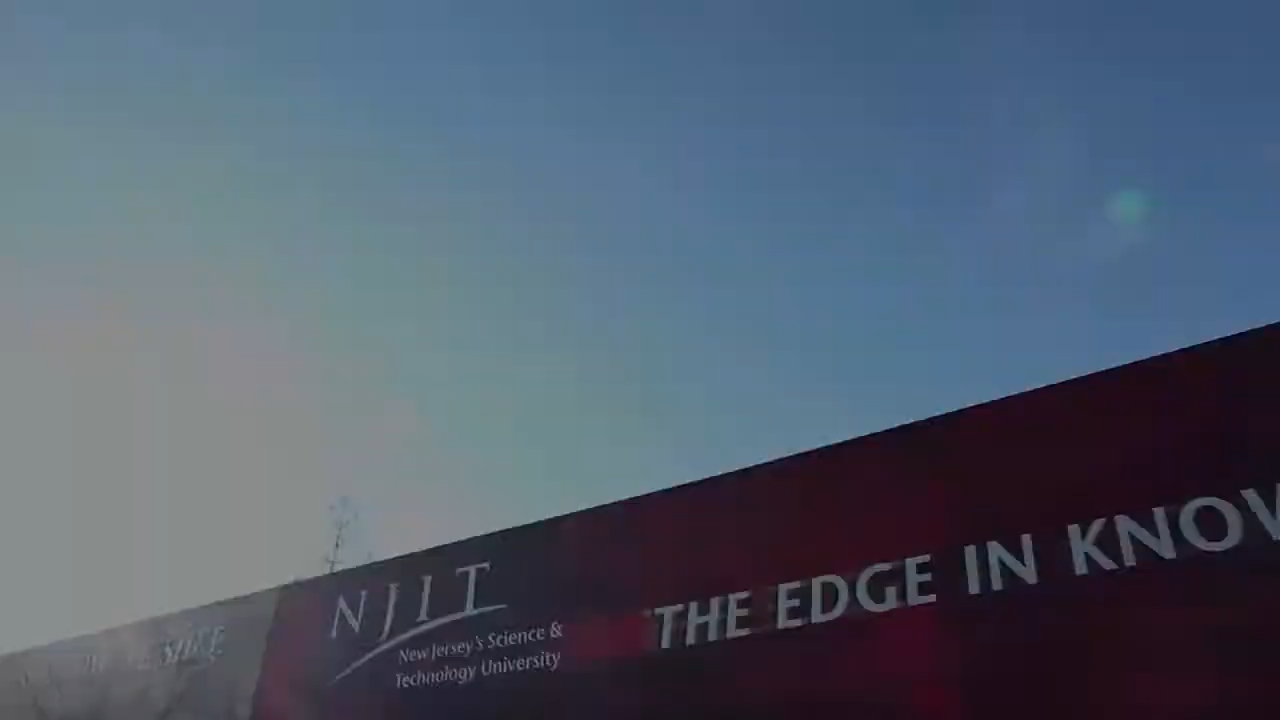 NJIT
New Jersey's Science &
Technology University
THE EDGE IN KNOW